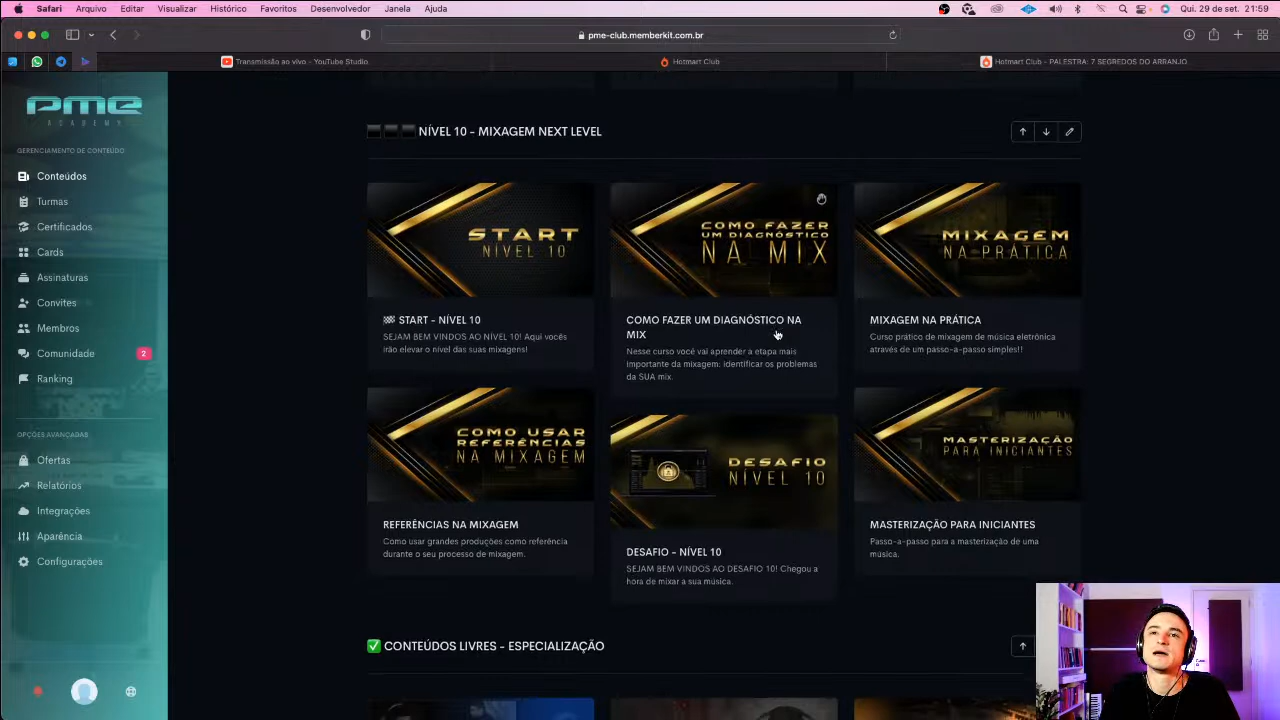 Safari Arquivo Editar Visualizar Histórico Favoritos Desenvolvedor Janela Ajuda
Qui. 29 de set. 21:59
pme-club.memberkit.com.br
Transmissão ao vivo - YouTube Studio
Hotmart Club
Hotmart Club - PALESTRA: 7 SEGREDOS DO ARRANJO
PME
ACADEMY
GERENCIAMENTO DE CONTEÚDO
Conteúdos
Turmas
Certificados
Cards
Assinaturas
Convites
Membros
Comunidade 2
Ranking
OPÇÕES AVANÇADAS
Ofertas
Relatórios
Integrações
Aparência
Configurações
NÍVEL 10 - MIXAGEM NEXT LEVEL
START
NÍVEL 10
START - NÍVEL 10
SEJAM BEM VINDOS AO NÍVEL 10! Aqui vocês
irão elevar o nível das suas mixagens!
COMO FAZER
UM DIAGNÓSTICO
NA MIX
COMO FAZER UM DIAGNÓSTICO NA
MIX
Nesse curso você vai aprender a etapa mais
importante da mixagem: identificar os problemas
da SUA mix.
MIXAGEM
NA PRÁTICA
MIXAGEM NA PRÁTICA
Curso prático de mixagem de música eletrônica
através de um passo-a-passo simples!!
COMO USAR
REFERÊNCIAS
NA MIXAGEM
REFERÊNCIAS NA MIXAGEM
Como usar grandes produções como referência
durante o seu processo de mixagem.
DESAFIO
NÍVEL 10
DESAFIO - NÍVEL 10
SEJAM BEM VINDOS AO DESAFIO 10! Chegou a
hora de mixar a sua música.
MASTERIZAÇÃO
PARA INICIANTES
MASTERIZAÇÃO PARA INICIANTES
Passo-a-passo para a masterização de uma
música.
CONTEÚDOS LIVRES - ESPECIALIZAÇÃO